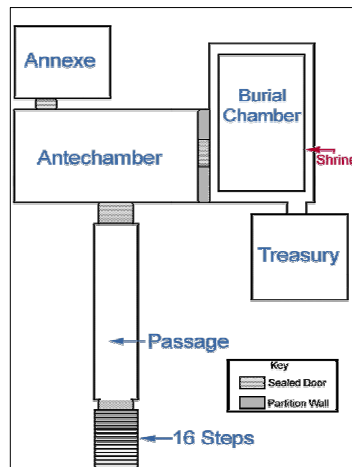 Annexe
Burial
Chamber
Antechamber
Shrine
Treasury
Passage
Key
Sealed Door
Partition Wall
16 Steps